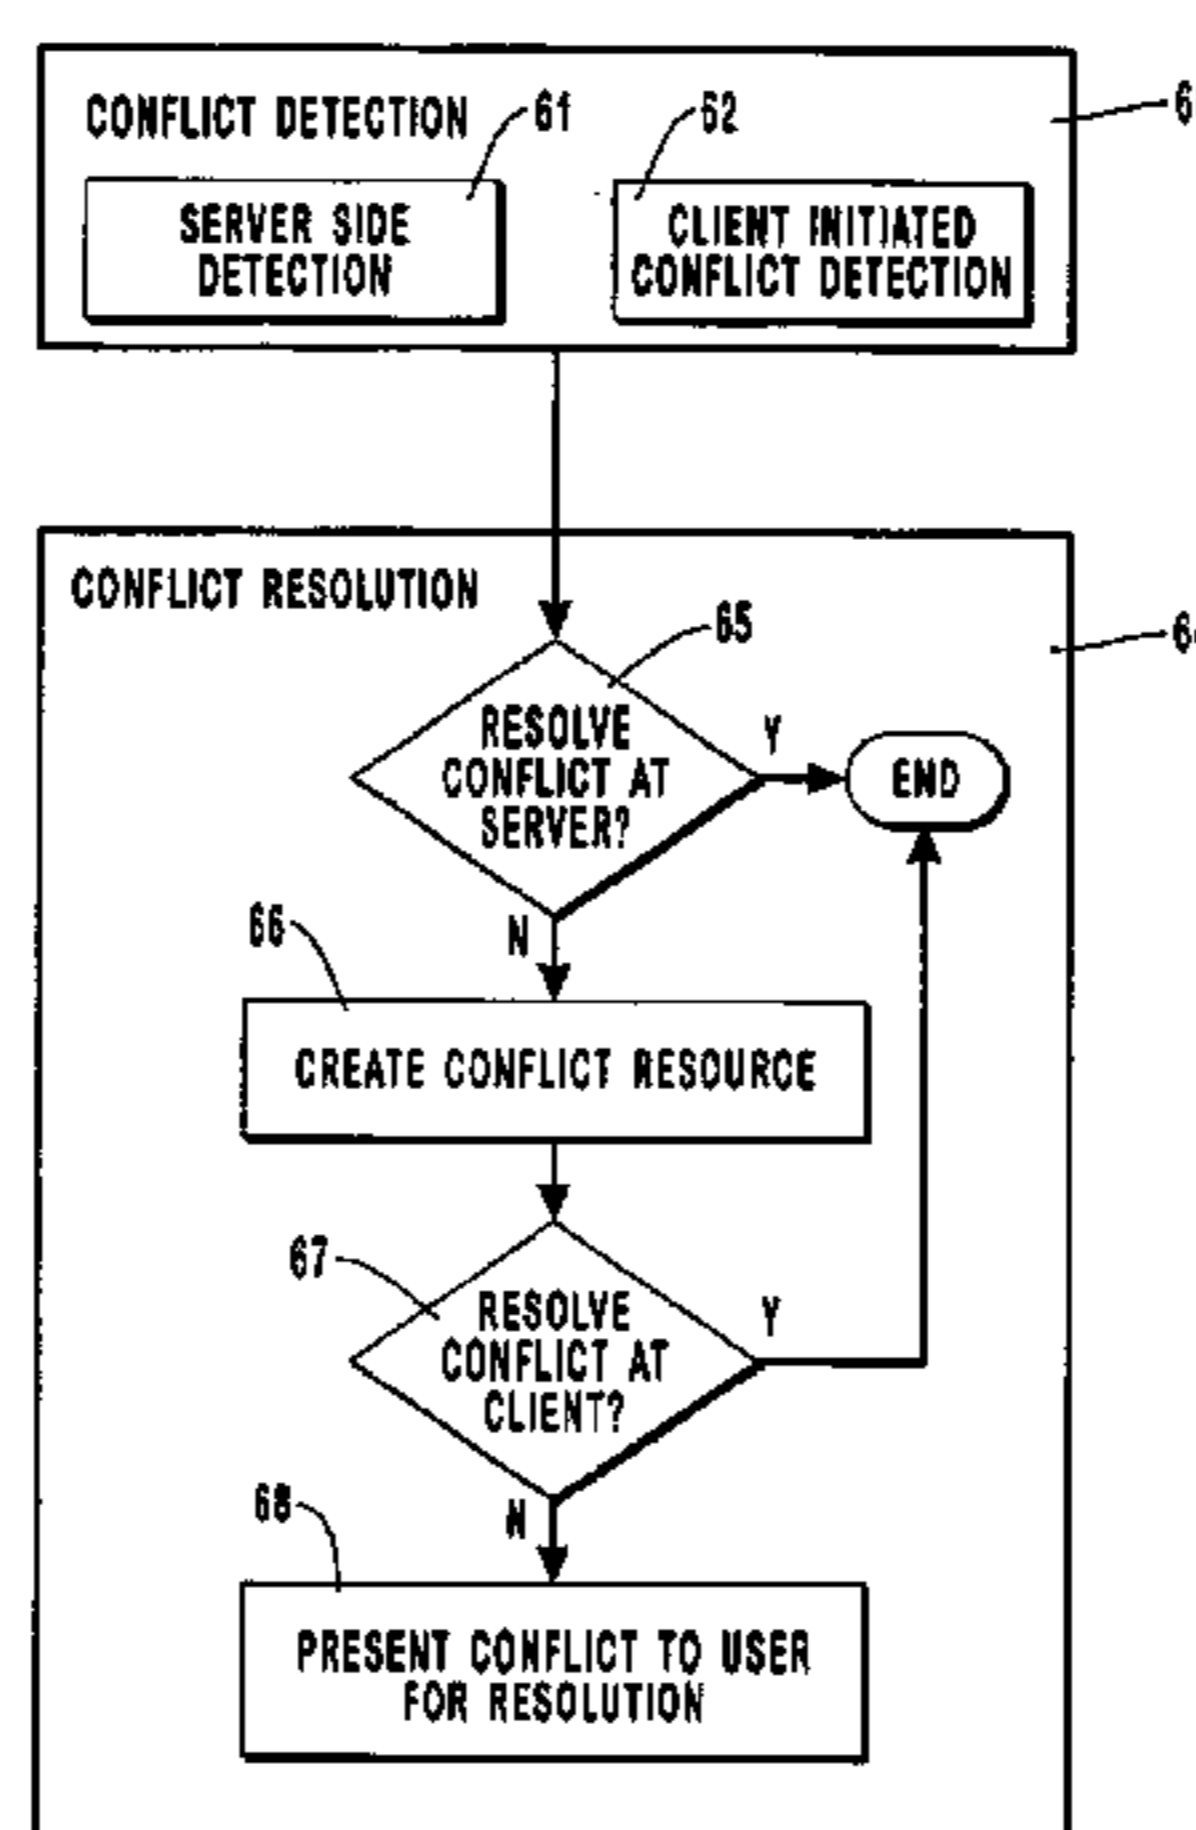 CONFLICT DETECTION
61
62
SERVER SIDE
DETECTION
CLIENT INITIATED
CONFLICT DETECTION
CONFLICT RESOLUTION
65
RESOLVE
CONFLICT AT
SERVER?
Y
END
N
66
CREATE CONFLICT RESOURCE
67
RESOLVE
CONFLICT AT
CLIENT?
Y
N
68
PRESENT CONFLICT TO USER
FOR RESOLUTION